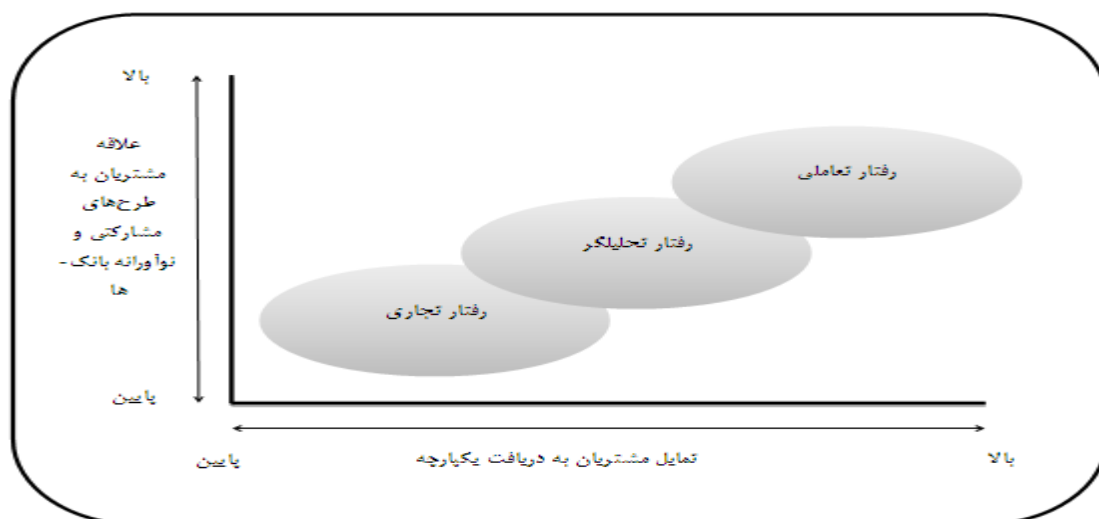 بالا
علاقه
مشتریان به
طرح‌های
مشارکتی و
نوآورانه بانک-
ها
پایین
رفتار تعاملی
رفتار تحلیلگر
رفتار تجاری
بالا
تمایل مشتریان به دریافت یکپارچه
پایین